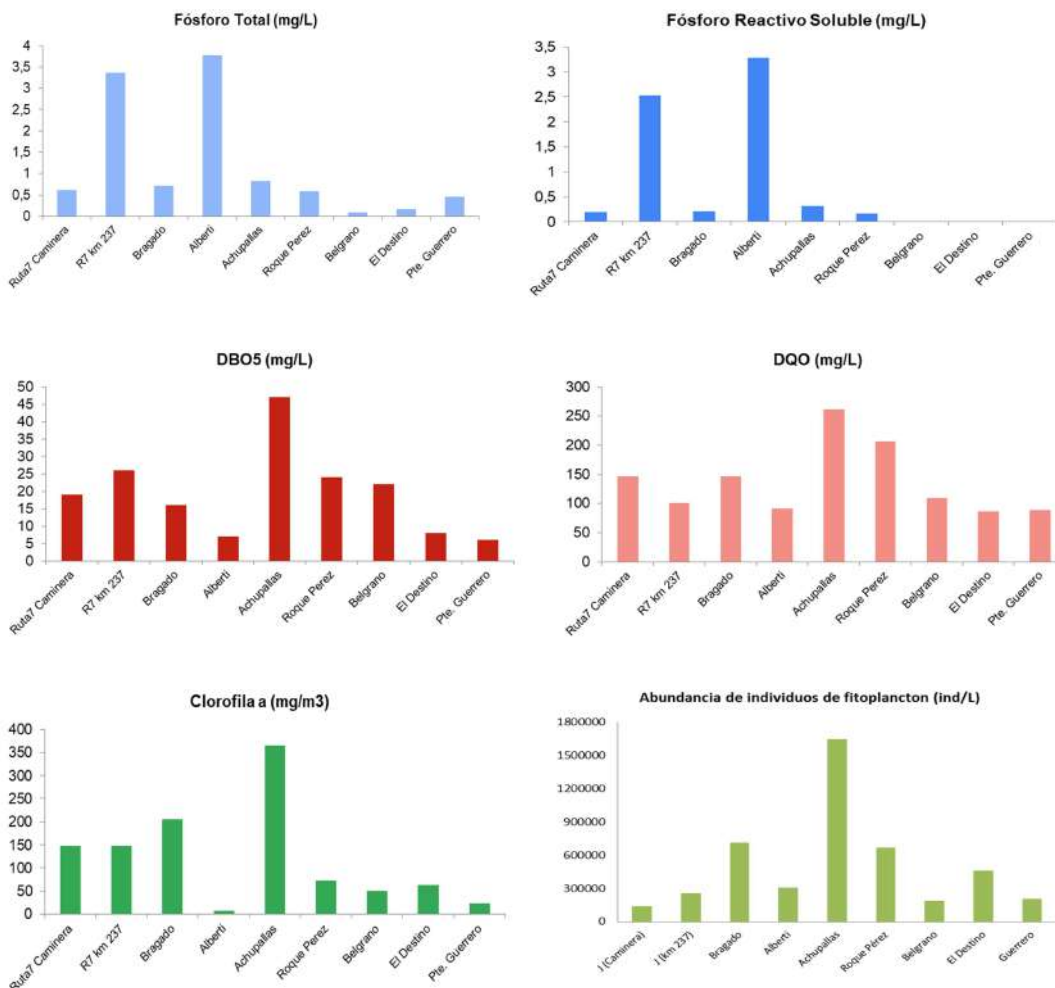 Fósforo Total (mg/L)
4
3,5
3
2,5
2
1,5
1
0,5
0
Ruta7 Caminera
R7 km 237
Bragado
Alberti
Achupallas
Roque Perez
Belgrano
El Destino
Pte. Guerrero
Fósforo Reactivo Soluble (mg/L)
3,5
3
2,5
2
1,5
1
0,5
0
Ruta7 Caminera
R7 km 237
Bragado
Alberti
Achupallas
Roque Perez
Belgrano
El Destino
Pte. Guerrero
DBO5 (mg/L)
50
45
40
35
30
25
20
15
10
5
0
Ruta7 Caminera
R7 km 237
Bragado
Alberti
Achupallas
Roque Perez
Belgrano
El Destino
Pte. Guerrero
DQO (mg/L)
300
250
200
150
100
50
0
Ruta7 Caminera
R7 km 237
Bragado
Alberti
Achupallas
Roque Perez
Belgrano
El Destino
Pte. Guerrero
Clorofila a (mg/m3)
400
350
300
250
200
150
100
50
0
Ruta7 Caminera
R7 km 237
Bragado
Alberti
Achupallas
Roque Perez
Belgrano
El Destino
Pte. Guerrero
Abundancia de individuos de fitoplancton (ind/L)
1800000
1500000
1200000
900000
600000
300000
0
(Caminera)
(km 237)
Bragado
Alberti
Achupallas
Roque Pérez
Belgrano
El Destino
Guerrero